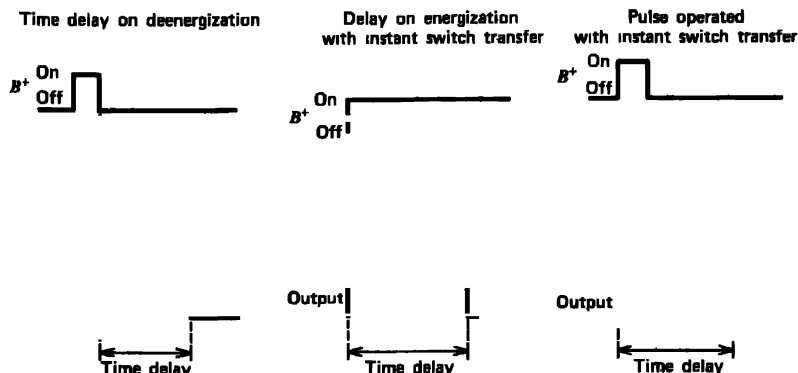 Time delay on deenergization
B+ On
Off
Time delay
Delay on energization
with instant switch transfer
On
B+
Off
Output
Time delay
Pulse operated
with instant switch transfer
On
B+
Off
Output
Time delay